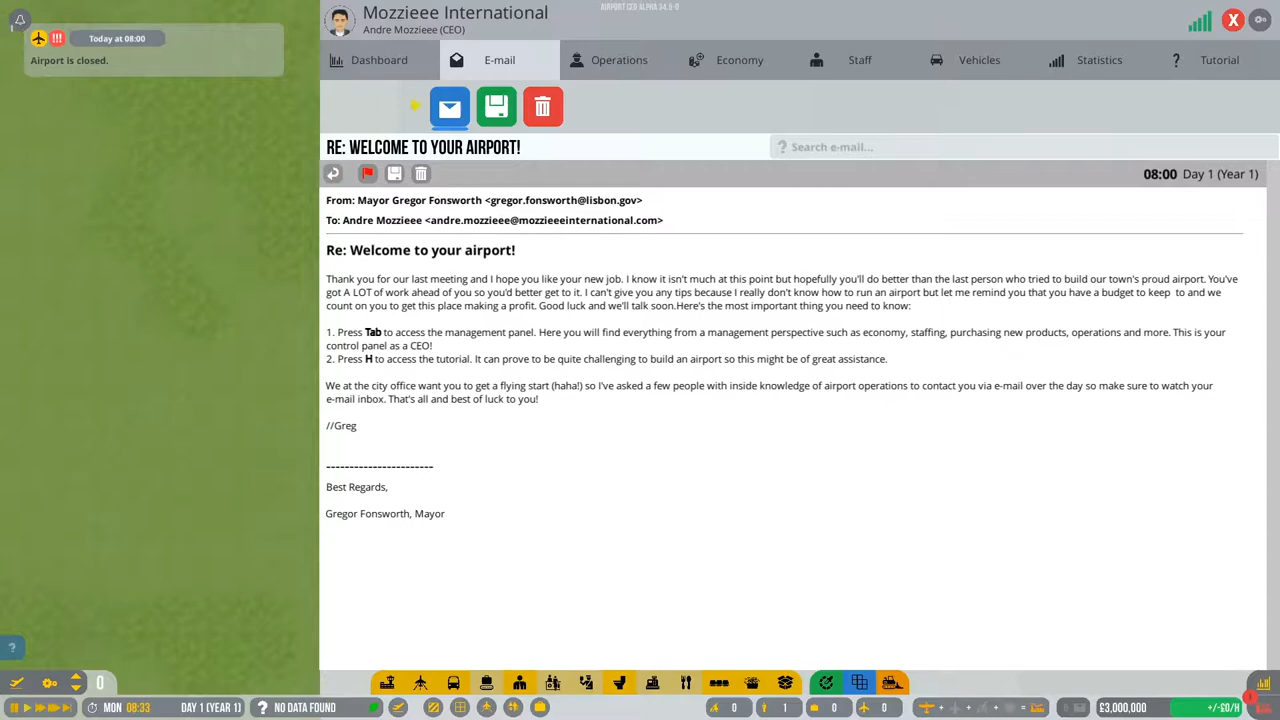 AIRPORT CEO ALPHA 34.5-0
Mozzieee International
Andre Mozzieee (CEO)
!!! Today at 08:00
Airport is closed.
Dashboard E-mail Operations Economy Staff Vehicles ? Tutorial Statistics
RE: WELCOME TO YOUR AIRPORT!
? Search e-mail...
08:00 Day 1 (Year 1)
From: Mayor Gregor Fonsworth <gregor.fonsworth@lisbon.gov>
To: Andre Mozzieee <andre.mozzieee@mozzieeeinternational.com>
Re: Welcome to your airport!
Thank you for our last meeting and I hope you like your new job. I know it isn't much at this point but hopefully you'll do better than the last person who tried to build our town's proud airport. You've
got A LOT of work ahead of you so you'd better get to it. I can't give you any tips because I really don't know how to run an airport but let me remind you that you have a budget to keep to and we
count on you to get this place making a profit. Good luck and we'll talk soon.Here's the most important thing you need to know:
1. Press Tab to access the management panel. Here you will find everything from a management perspective such as economy, staffing, purchasing new products, operations and more. This is your
control panel as a CEO!
2. Press H to access the tutorial. It can prove to be quite challenging to build an airport so this might be of great assistance.
We at the city office want you to get a flying start (haha!) so I've asked a few people with inside knowledge of airport operations to contact you via e-mail over the day so make sure to watch your
e-mail inbox. That's all and best of luck to you!
//Greg
-----------------------
Best Regards,
Gregor Fonsworth, Mayor
?
0
MON 08:33 DAY 1 (YEAR 1) ? NO DATA FOUND 0 1 0 0 £3,000,000 +/-£0/H